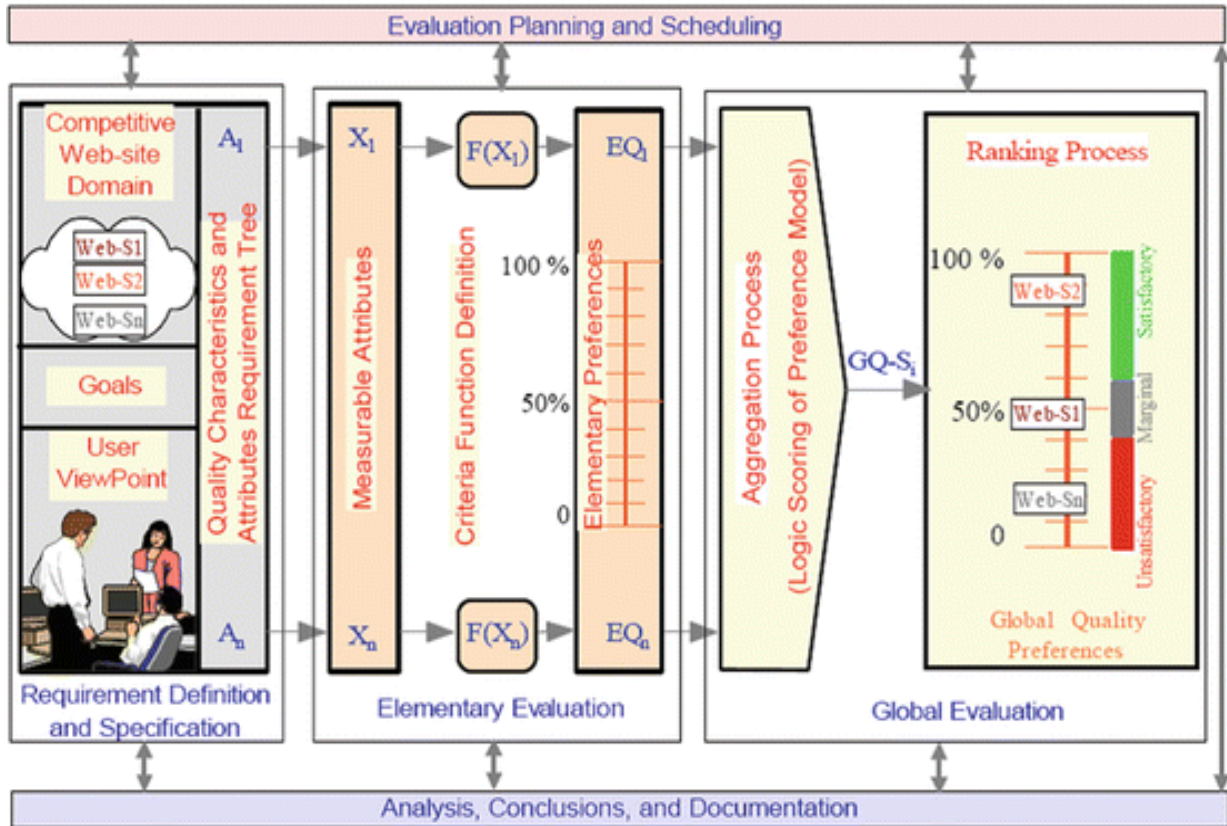 Evaluation Planning and Scheduling
Competitive
Web-site
Domain
Web-S1
Web-S2
Web-Sn
Goals
User
ViewPoint
A1
Quality Characteristics and
Attributes Requirement Tree
An
Requirement Definition
and Specification
X1
Measurable Attributes
Xn
F(X1)
Criteria Function Definition
F(Xn)
EQ1
100 %
50%
0
Elementary Preferences
EQn
Elementary Evaluation
Aggregation Process
(Logic Scoring of Preference Model)
GQ-Si
Ranking Process
100 %
Web-S2
50%
Web-S1
Web-Sn
0
Satisfactory
Marginal
Unsatisfactory
Global Quality
Preferences
Global Evaluation
Analysis, Conclusions, and Documentation